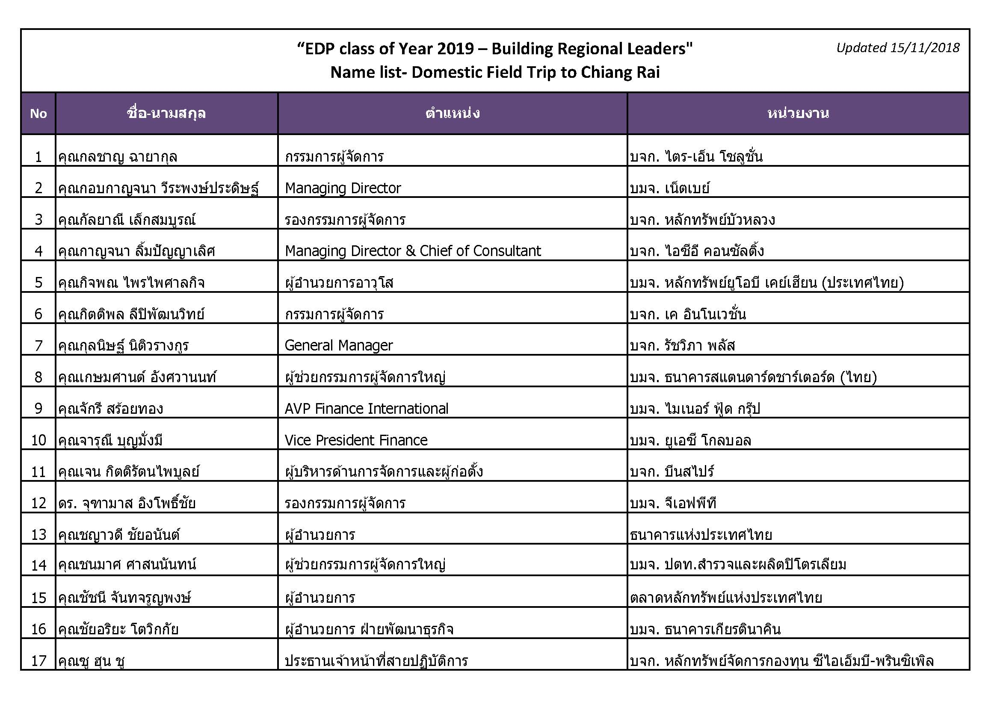 “EDP class of Year 2019 – Building Regional Leaders"
Updated 15/11/2018
Name list- Domestic Field Trip to Chiang Rai
No ชื่อ-นามสกุล ตำแหน่ง หน่วยงาน
1 คุณกลชาญ ฉายากุล กรรมการผู้จัดการ บจก. ไตร-เอ็น โซลูชั่น
2 คุณกอบกาญจนา วีระพงษ์ประดิษฐ์ Managing Director บมจ. เน็ตเบย์
3 คุณกัลยาณี เล็กสมบูรณ์ รองกรรมการผู้จัดการ บจก. หลักทรัพย์บัวหลวง
4 คุณกาญจนา ลิ้มปัญญาเลิศ Managing Director & Chief of Consultant บจก. ไอซีอี คอนซัลติ้ง
5 คุณกิจพณ ไพรไพศาลกิจ ผู้อำนวยการอาวุโส บมจ. หลักทรัพย์ยูโอบี เคย์เฮียน (ประเทศไทย)
6 คุณกิตติพล ลีปิพัฒนวิทย์ กรรมการผู้จัดการ บจก. เค อินโนเวชั่น
7 คุณกุลนิษฐ์ นิติวรางกูร General Manager บจก. รัชวิภา พลัส
8 คุณเกษมศานต์ อังศวานนท์ ผู้ช่วยกรรมการผู้จัดการใหญ่ บมจ. ธนาคารสแตนดาร์ดชาร์เตอร์ด (ไทย)
9 คุณจักรี สร้อยทอง AVP Finance International บมจ. ไมเนอร์ ฟู้ด กรุ๊ป
10 คุณจารุณี บุญมั่งมี Vice President Finance บมจ. ยูเอซี โกลบอล
11 คุณเจน กิตติรัตนไพบูลย์ ผู้บริหารด้านการจัดการและผู้ก่อตั้ง บจก. บีนสไปร์
12 ดร. จุฑามาส อิงโพธิ์ชัย รองกรรมการผู้จัดการ บมจ. จีเอฟพีที
13 คุณชญาวดี ชัยอนันต์ ผู้อำนวยการ ธนาคารแห่งประเทศไทย
14 คุณชนมาศ ศาสนนันทน์ ผู้ช่วยกรรมการผู้จัดการใหญ่ บมจ. ปตท.สำรวจและผลิตปิโตรเลียม
15 คุณชัชนี จันทจรูญพงษ์ ผู้อำนวยการ ตลาดหลักทรัพย์แห่งประเทศไทย
16 คุณชัยอริยะ โตวิกกัย ผู้อำนวยการ ฝ่ายพัฒนาธุรกิจ บมจ. ธนาคารเกียรตินาคิน
17 คุณซู ฮุน ชู ประธานเจ้าหน้าที่สายปฏิบัติการ บจก. หลักทรัพย์จัดการกองทุน ซีไอเอ็มบี-พรินซิเพิล